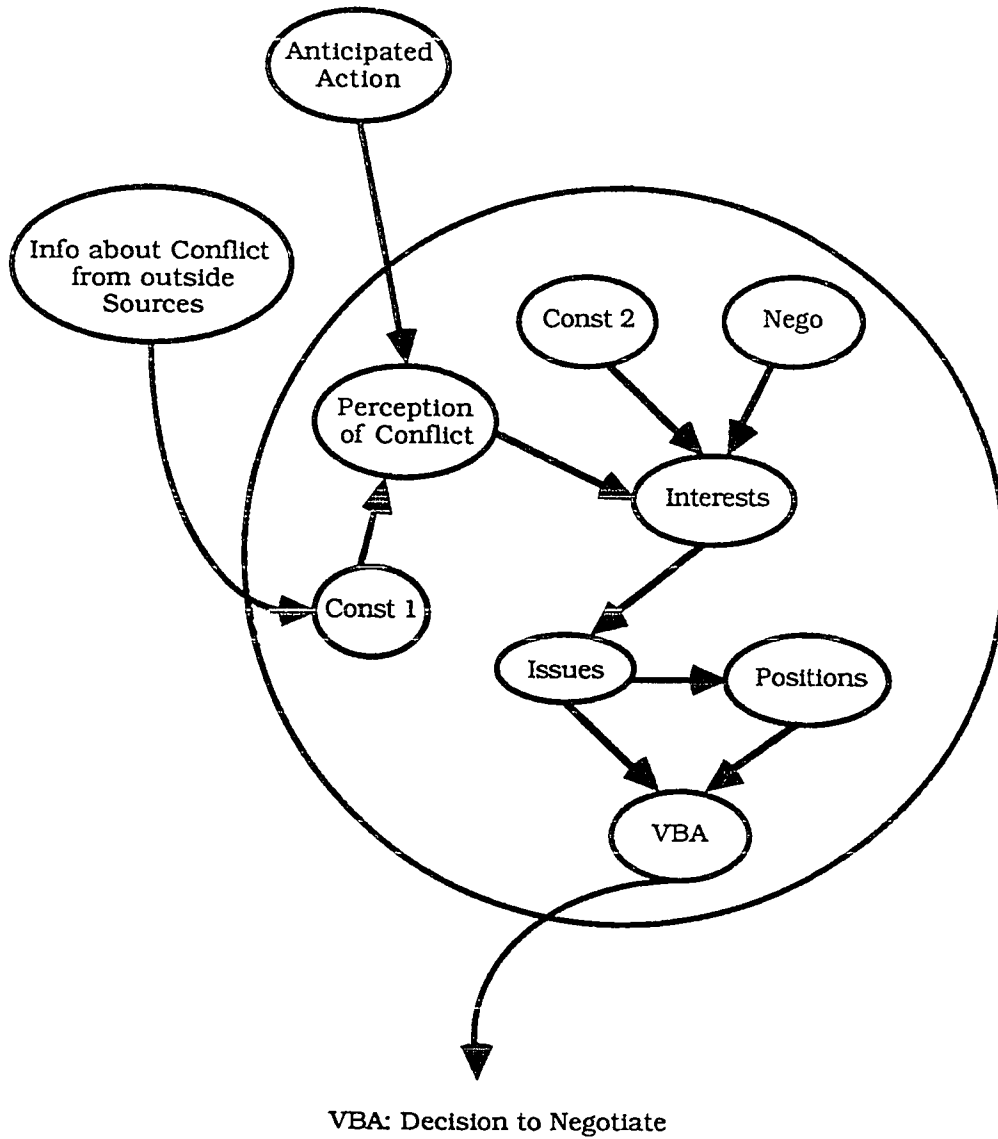 Anticipated
Action
Info about Conflict
from outside
Sources
Const 2
Nego
Perception
of Conflict
Interests
Const 1
Issues
Positions
VBA
VBA: Decision to Negotiate